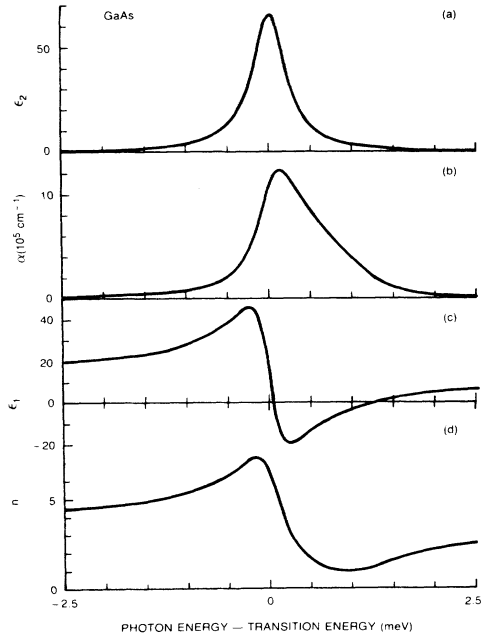 GaAs
(a)
50
ϵ2
0
(b)
10
α(10⁵ cm⁻¹)
0
(c)
40
20
0
ϵ1
-20
(d)
5
n
0
-2.5 0 2.5
PHOTON ENERGY — TRANSITION ENERGY (meV)